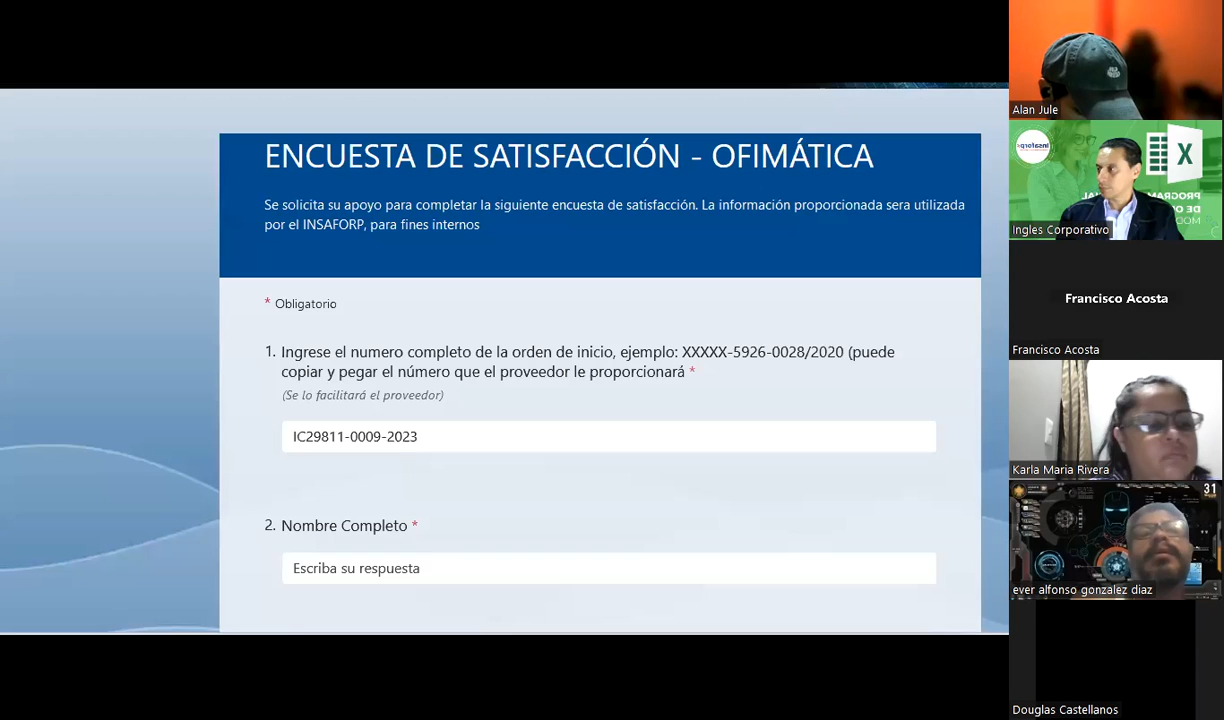 ENCUESTA DE SATISFACCIÓN - OFIMÁTICA
Se solicita su apoyo para completar la siguiente encuesta de satisfacción. La información proporcionada sera utilizada
por el INSAFORP, para fines internos
* Obligatorio
1. Ingrese el numero completo de la orden de inicio, ejemplo: XXXXX-5926-0028/2020 (puede
copiar y pegar el número que el proveedor le proporcionará *
(Se lo facilitará el proveedor)
IC29811-0009-2023
2. Nombre Completo *
Escriba su respuesta
Alan Jule
Insaforp
X
PROGRAM
DE O
MÓD
Ingles Corporativo
Francisco Acosta
Francisco Acosta
Karla Maria Rivera
31
ever alfonso gonzalez diaz
Douglas Castellanos